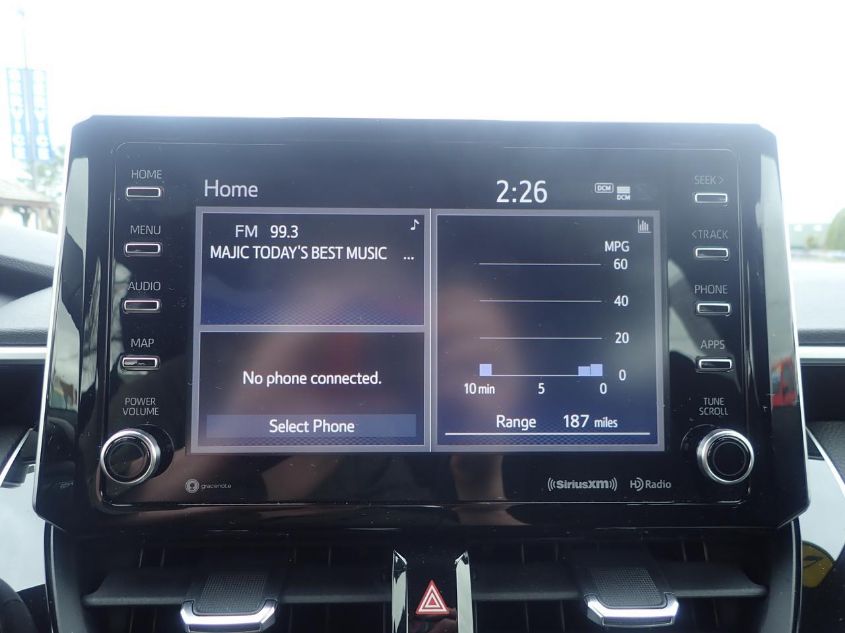 HOME
MENU
AUDIO
MAP
POWER
VOLUME
Home
2:26
DCM
DCM
FM 99.3
MAJIC TODAY'S BEST MUSIC ...
No phone connected.
Select Phone
MPG
60
40
20
0
10 min 5 0
Range 187 miles
SEEK >
< TRACK
PHONE
APPS
TUNE
SCROLL
gracenote
((SiriusXM)) HD Radio